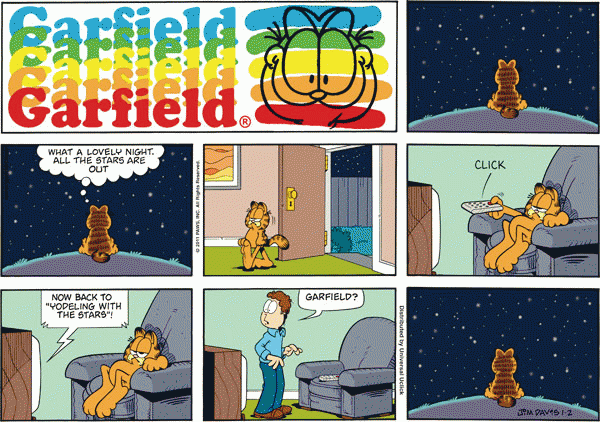 Garfield
Garfield
Garfield
Garfield
Garfield®
WHAT A LOVELY NIGHT.
ALL THE STARS ARE
OUT
© 2011 PAWS, INC. All Rights Reserved.
CLICK
NOW BACK TO
"YODELING WITH
THE STARS"!
GARFIELD?
Distributed by Universal Uclick
JIM DAVIS 1-2